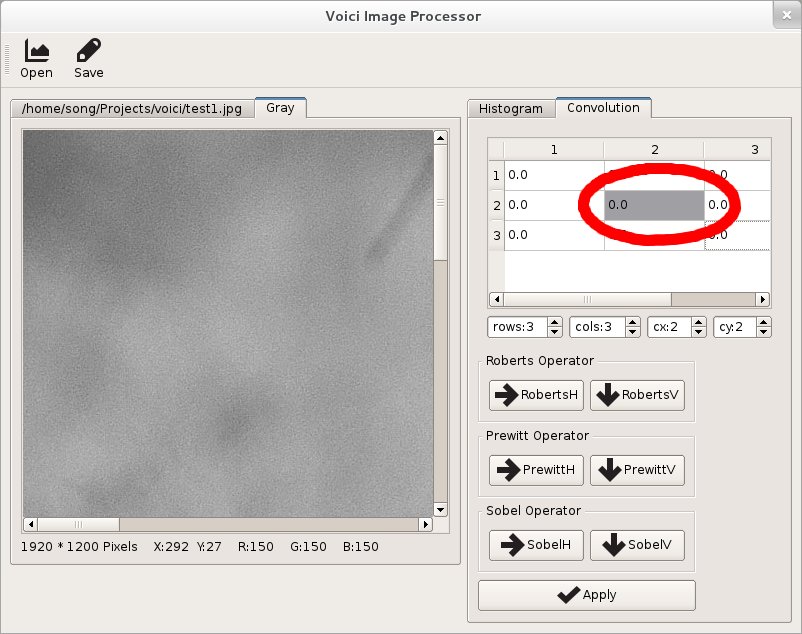 Voici Image Processor
Open Save
/home/song/Projects/voici/test1.jpg Gray
Histogram Convolution
1 2 3
1 0.0 .0
2 0.0 0.0 0.0
3 0.0 0.0
rows:3 cols:3 cx:2 cy:2
Roberts Operator
RobertsH RobertsV
Prewitt Operator
PrewittH PrewittV
Sobel Operator
SobelH SobelV
Apply
1920 * 1200 Pixels X:292 Y:27 R:150 G:150 B:150